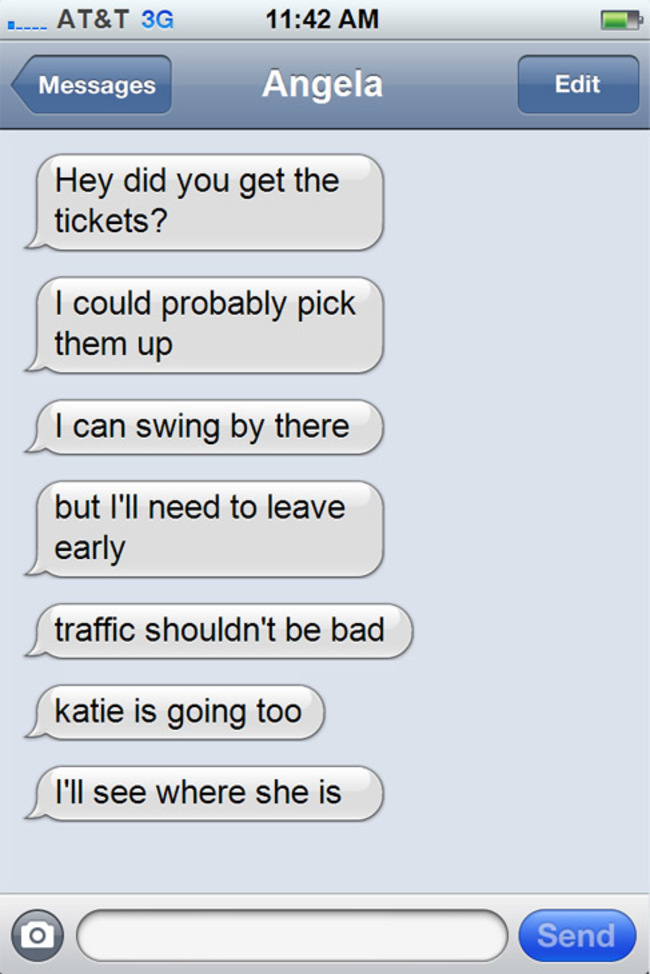 AT&T 3G 11:42 AM
Messages Angela Edit
Hey did you get the
tickets?
I could probably pick
them up
I can swing by there
but I'll need to leave
early
traffic shouldn't be bad
katie is going too
I'll see where she is
Send